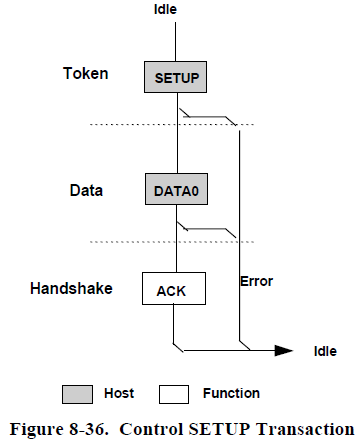 Idle
Token
SETUP
Data
DATA0
Handshake
ACK
Error
Idle
Host
Function
Figure 8-36. Control SETUP Transaction